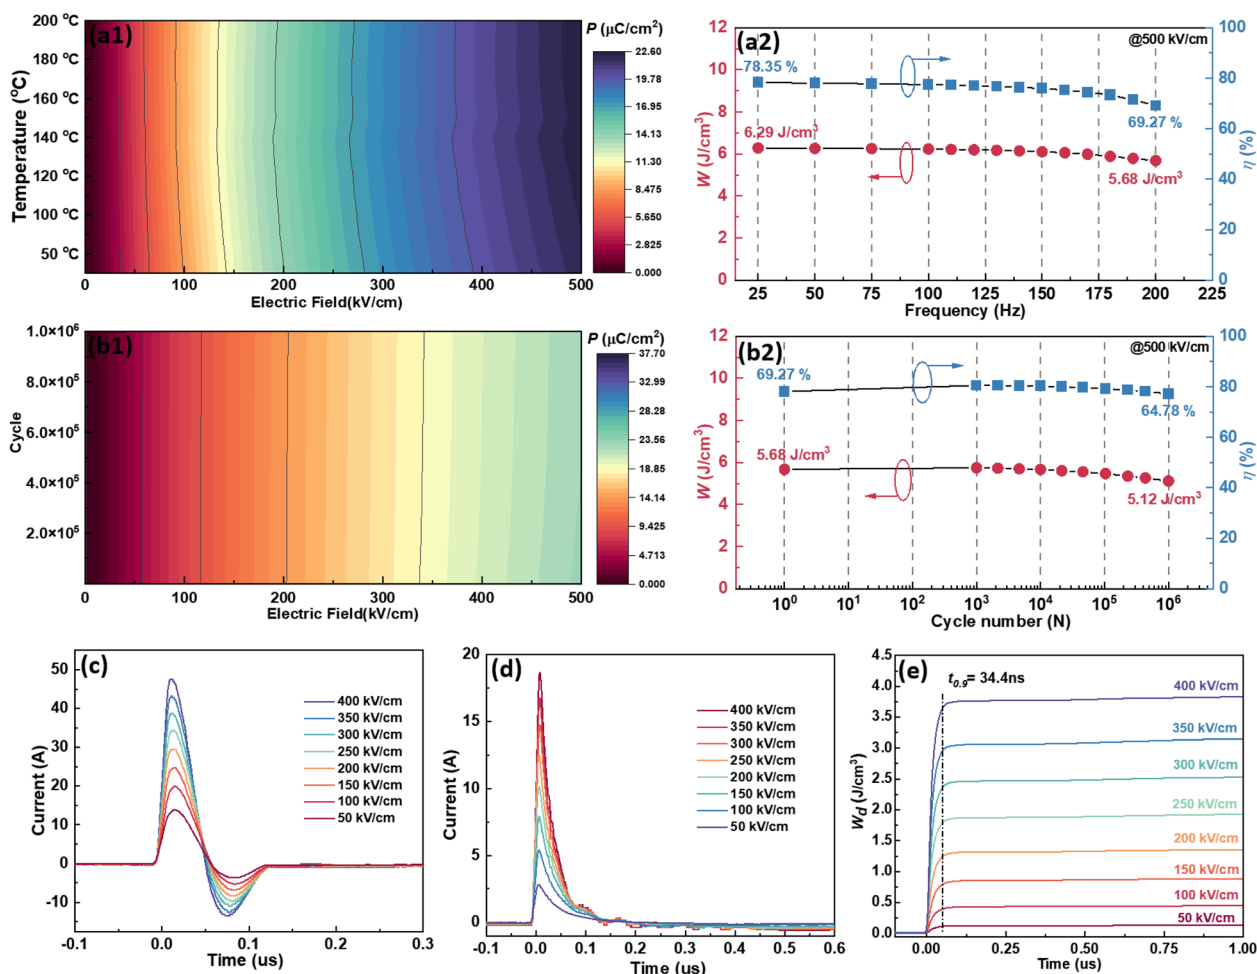 (a1)
200 °C
180 °C
160 °C
140 °C
120 °C
100 °C
50 °C
Temperature (°C)
0 100 200 300 400 500
Electric Field(kV/cm)
P (μC/cm²)
22.60
19.78
16.95
14.13
11.30
8.475
5.650
2.825
0.000
(a2)
@500 kV/cm
78.35 %
69.27 %
6.29 J/cm³
5.68 J/cm³
12
10
8
6
4
2
0
W (J/cm³)
100
80
60
40
20
0
η (%)
25 50 75 100 125 150 175 200 225
Frequency (Hz)
(b1)
1.0×10⁶
8.0×10⁵
6.0×10⁵
4.0×10⁵
2.0×10⁵
Cycle
0 100 200 300 400 500
Electric Field(kV/cm)
P (μC/cm²)
37.70
32.99
28.28
23.56
18.85
14.14
9.425
4.713
0.000
(b2)
@500 kV/cm
69.27 %
64.78 %
5.68 J/cm³
5.12 J/cm³
12
10
8
6
4
2
0
W (J/cm³)
100
80
60
40
20
0
η (%)
10⁰ 10¹ 10² 10³ 10⁴ 10⁵ 10⁶
Cycle number (N)
(c)
50
40
30
20
10
0
-10
Current (A)
400 kV/cm
350 kV/cm
300 kV/cm
250 kV/cm
200 kV/cm
150 kV/cm
100 kV/cm
50 kV/cm
-0.1 0.0 0.1 0.2 0.3
Time (us)
(d)
20
15
10
5
0
Current (A)
400 kV/cm
350 kV/cm
300 kV/cm
250 kV/cm
200 kV/cm
150 kV/cm
100 kV/cm
50 kV/cm
-0.1 0.0 0.1 0.2 0.3 0.4 0.5 0.6
Time (us)
(e)
t0.9= 34.4ns
4.5
4.0
3.5
3.0
2.5
2.0
1.5
1.0
0.5
0.0
Wd (J/cm³)
400 kV/cm
350 kV/cm
300 kV/cm
250 kV/cm
200 kV/cm
150 kV/cm
100 kV/cm
50 kV/cm
0.00 0.25 0.50 0.75 1.00
Time (us)